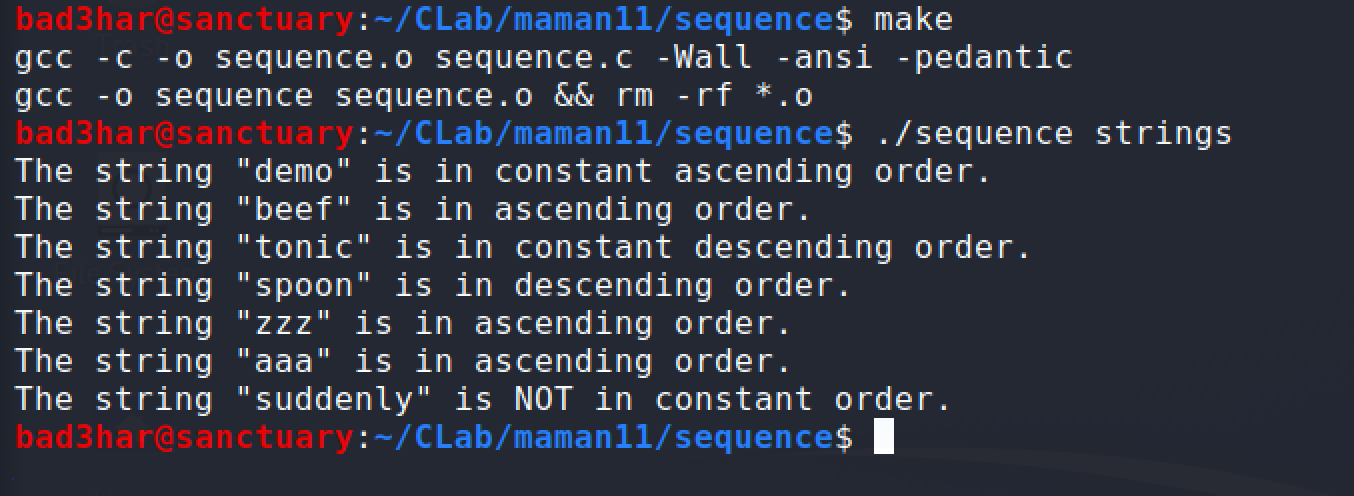 bad3har@sanctuary:~/CLab/maman11/sequence$ make
gcc -c -o sequence.o sequence.c -Wall -ansi -pedantic
gcc -o sequence sequence.o && rm -rf *.o
bad3har@sanctuary:~/CLab/maman11/sequence$ ./sequence strings
The string "demo" is in constant ascending order.
The string "beef" is in ascending order.
The string "tonic" is in constant descending order.
The string "spoon" is in descending order.
The string "zzz" is in ascending order.
The string "aaa" is in ascending order.
The string "suddenly" is NOT in constant order.
bad3har@sanctuary:~/CLab/maman11/sequence$